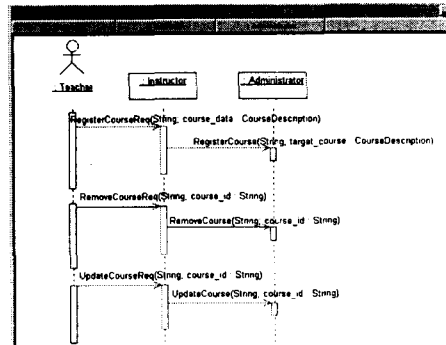 : Teacher
: Instructor
: Administrator
RegisterCourseReq(String, course_data : CourseDescription)
RegisterCourse(String, target_course : CourseDescription)
RemoveCourseReq(String, course_id : String)
RemoveCourse(String, course_id : String)
UpdateCourseReq(String, course_id : String)
UpdateCourse(String, course_id : String)